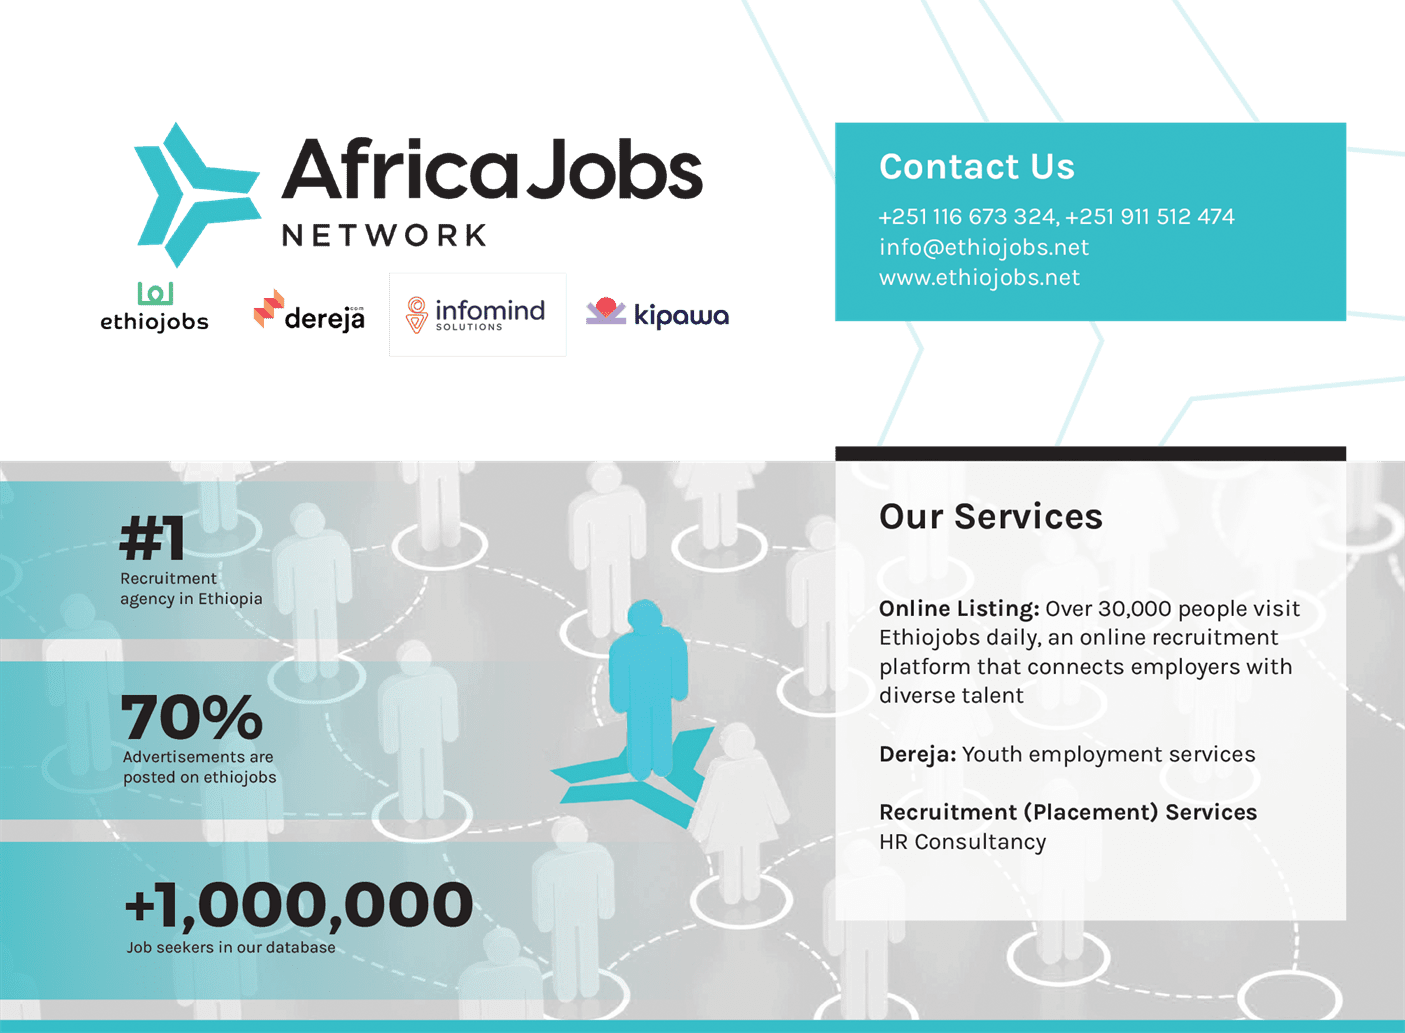 AfricaJobs
NETWORK
ethiojobs
dereja.com
infomind
SOLUTIONS
kipawa
Contact Us
+251 116 673 324, +251 911 512 474
info@ethiojobs.net
www.ethiojobs.net
#1
Recruitment
agency in Ethiopia
70%
Advertisements are
posted on ethiojobs
+1,000,000
Job seekers in our database
Our Services
Online Listing: Over 30,000 people visit
Ethiojobs daily, an online recruitment
platform that connects employers with
diverse talent
Dereja: Youth employment services
Recruitment (Placement) Services
HR Consultancy